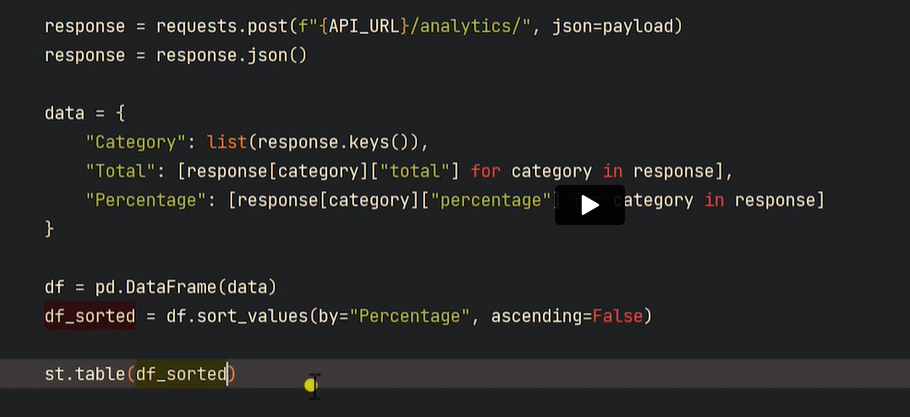 response = requests.post(f"{API_URL}/analytics/", json=payload)
response = response.json()
data = {
"Category": list(response.keys()),
"Total": [response[category]["total"] for category in response],
"Percentage": [response[category]["percentage"] category in response]
}
df = pd.DataFrame(data)
df_sorted = df.sort_values(by="Percentage", ascending=False)
st.table(df_sorted)